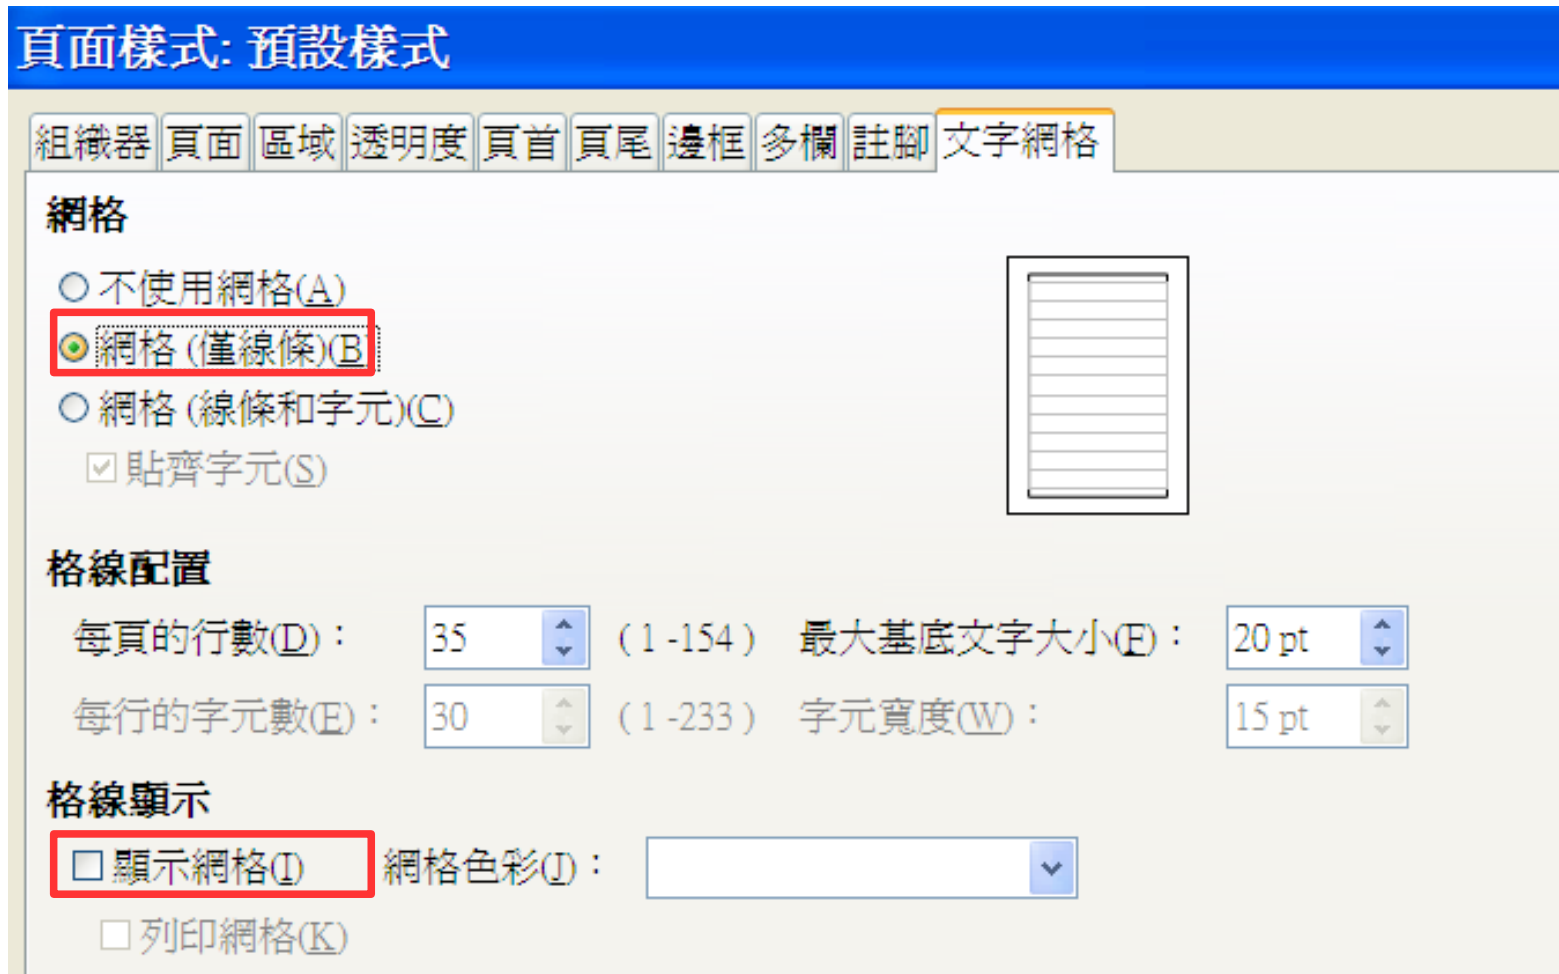 頁面樣式: 預設樣式
組織器 頁面 區域 透明度 頁首 頁尾 邊框 多欄 註腳 文字網格
網格
不使用網格(A)
網格 (僅線條)(B)
網格 (線條和字元)(C)
貼齊字元(S)
格線配置
每頁的行數(D)： 35 ( 1 -154 ) 最大基底文字大小(F)： 20 pt
每行的字元數(E)： 30 ( 1 -233 ) 字元寬度(W)： 15 pt
格線顯示
顯示網格(I) 網格色彩(J)：
列印網格(K)